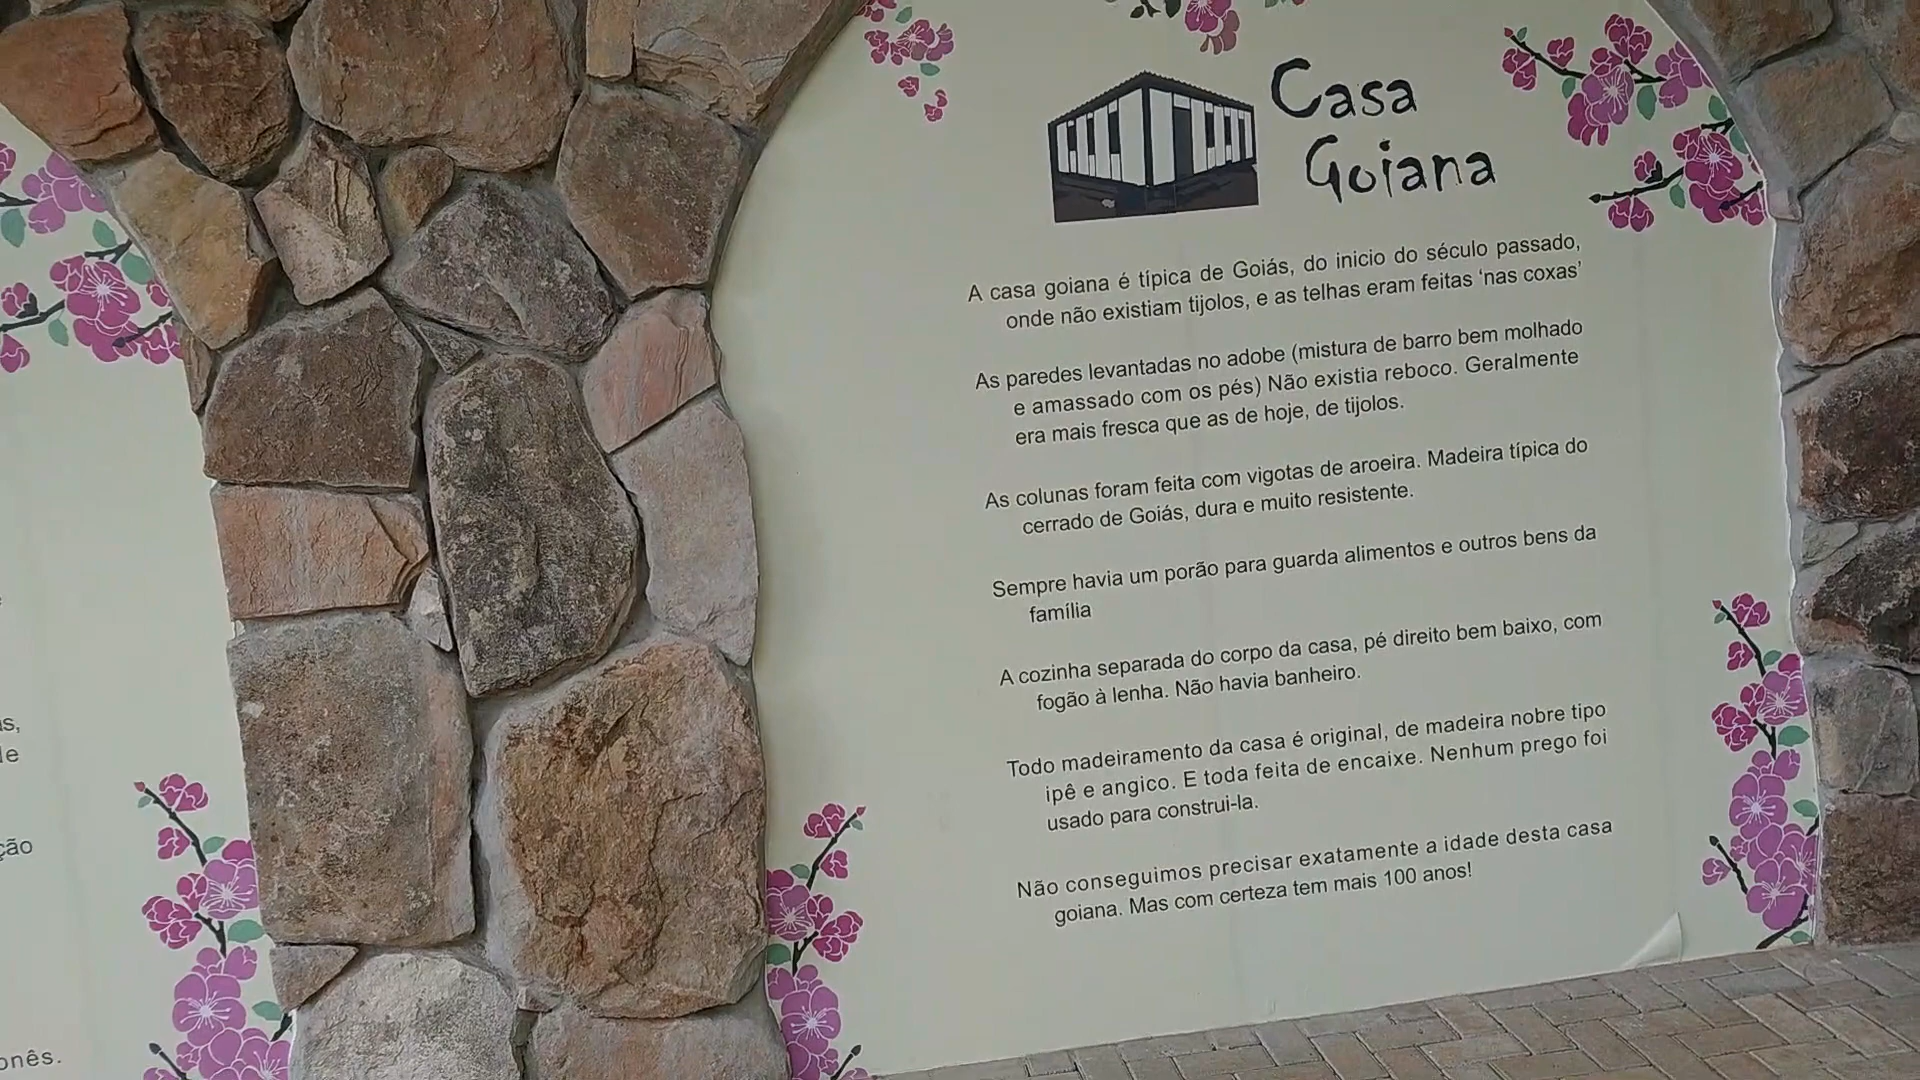 Casa
Goiana
A casa goiana é típica de Goiás, do inicio do século passado,
onde não existiam tijolos, e as telhas eram feitas ‘nas coxas’
As paredes levantadas no adobe (mistura de barro bem molhado
e amassado com os pés) Não existia reboco. Geralmente
era mais fresca que as de hoje, de tijolos.
As colunas foram feita com vigotas de aroeira. Madeira típica do
cerrado de Goiás, dura e muito resistente.
Sempre havia um porão para guarda alimentos e outros bens da
família
A cozinha separada do corpo da casa, pé direito bem baixo, com
fogão à lenha. Não havia banheiro.
Todo madeiramento da casa é original, de madeira nobre tipo
ipê e angico. E toda feita de encaixe. Nenhum prego foi
usado para construi-la.
Não conseguimos precisar exatamente a idade desta casa
goiana. Mas com certeza tem mais 100 anos!